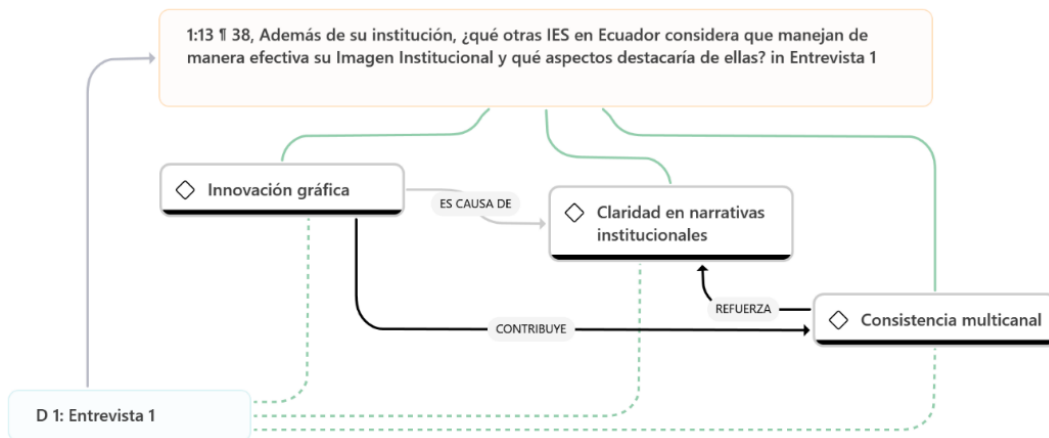 1:13 ¶ 38, Además de su institución, ¿qué otras IES en Ecuador considera que manejan de
manera efectiva su Imagen Institucional y qué aspectos destacaría de ellas? in Entrevista 1
Innovación gráfica
ES CAUSA DE
Claridad en narrativas
institucionales
REFUERZA
Consistencia multicanal
CONTRIBUYE
D 1: Entrevista 1